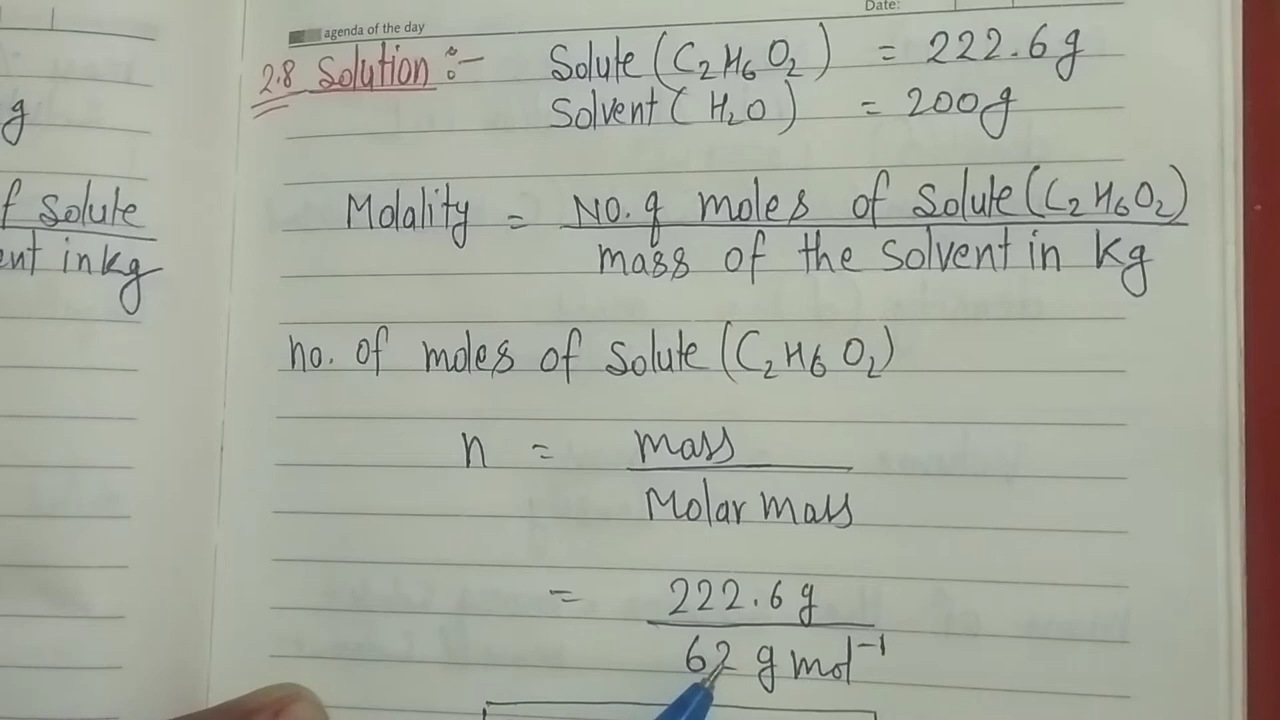 Date:
agenda of the day
2.8 Solution :- Solute (C₂H₆O₂) = 222.6 g
Solvent (H₂O) = 200g
g
Molality = No. of moles of Solute (C₂H₆O₂)
mass of the solvent in kg
f Solute
ent in kg
no. of moles of Solute (C₂H₆O₂)
n = mass
Molar mass
= 222.6 g
62 g mol⁻¹